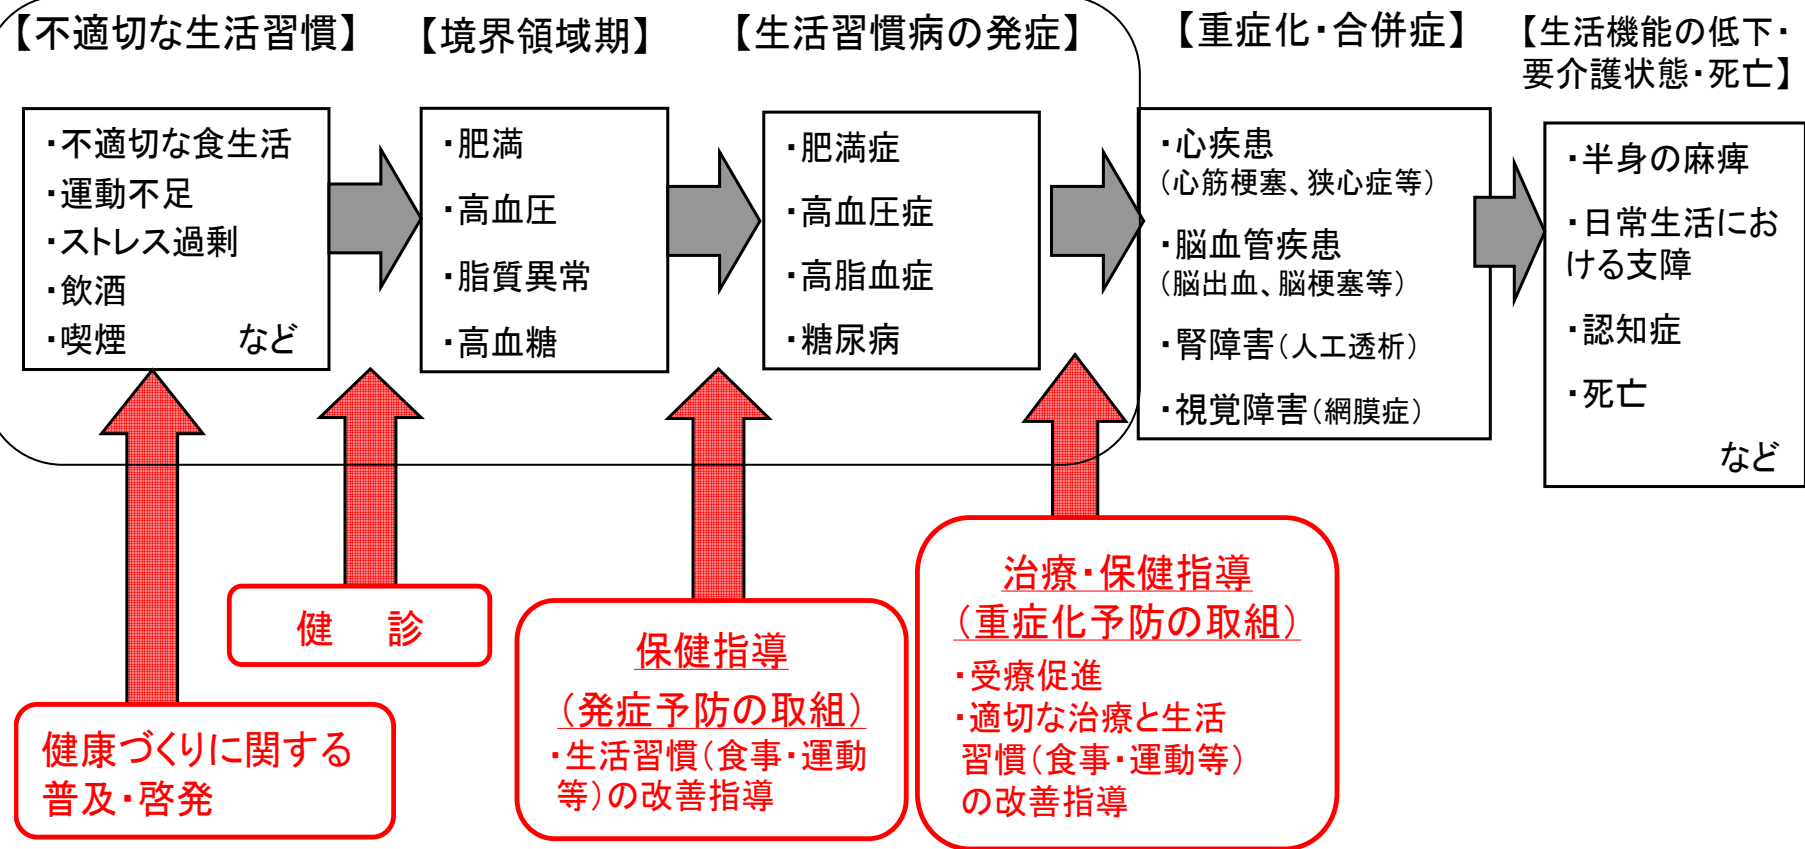 【不適切な生活習慣】
・不適切な食生活
・運動不足
・ストレス過剰
・飲酒
・喫煙 など
【境界領域期】
・肥満
・高血圧
・脂質異常
・高血糖
【生活習慣病の発症】
・肥満症
・高血圧症
・高脂血症
・糖尿病
【重症化・合併症】
・心疾患
（心筋梗塞、狭心症等）
・脳血管疾患
（脳出血、脳梗塞等）
・腎障害（人工透析）
・視覚障害（網膜症）
【生活機能の低下・
要介護状態・死亡】
・半身の麻痺
・日常生活にお
ける支障
・認知症
・死亡
など
健康づくりに関する
普及・啓発
健 診
保健指導
（発症予防の取組）
・生活習慣（食事・運動
等）の改善指導
治療・保健指導
（重症化予防の取組）
・受療促進
・適切な治療と生活
習慣（食事・運動等）
の改善指導